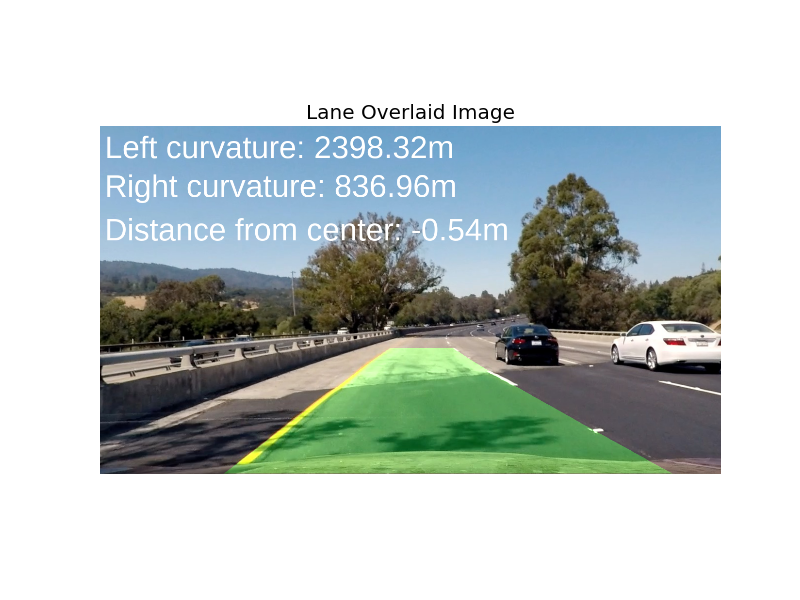 Lane Overlaid Image
Left curvature: 2398.32m
Right curvature: 836.96m
Distance from center: -0.54m